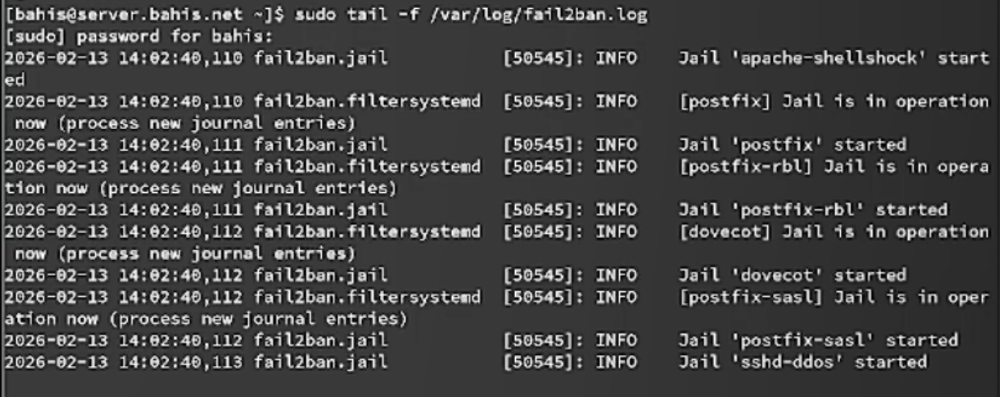 [bahis@server.bahis.net ~]$ sudo tail -f /var/log/fail2ban.log
[sudo] password for bahis:
2026-02-13 14:02:40,110 fail2ban.jail [50545]: INFO Jail 'apache-shellshock' start
ed
2026-02-13 14:02:40,110 fail2ban.filtersystemd [50545]: INFO [postfix] Jail is in operation
now (process new journal entries)
2026-02-13 14:02:40,111 fail2ban.jail [50545]: INFO Jail 'postfix' started
2026-02-13 14:02:40,111 fail2ban.filtersystemd [50545]: INFO [postfix-rbl] Jail is in opera
tion now (process new journal entries)
2026-02-13 14:02:40,111 fail2ban.jail [50545]: INFO Jail 'postfix-rbl' started
2026-02-13 14:02:40,112 fail2ban.filtersystemd [50545]: INFO [dovecot] Jail is in operation
now (process new journal entries)
2026-02-13 14:02:40,112 fail2ban.jail [50545]: INFO Jail 'dovecot' started
2026-02-13 14:02:40,112 fail2ban.filtersystemd [50545]: INFO [postfix-sasl] Jail is in oper
ation now (process new journal entries)
2026-02-13 14:02:40,112 fail2ban.jail [50545]: INFO Jail 'postfix-sasl' started
2026-02-13 14:02:40,113 fail2ban.jail [50545]: INFO Jail 'sshd-ddos' started